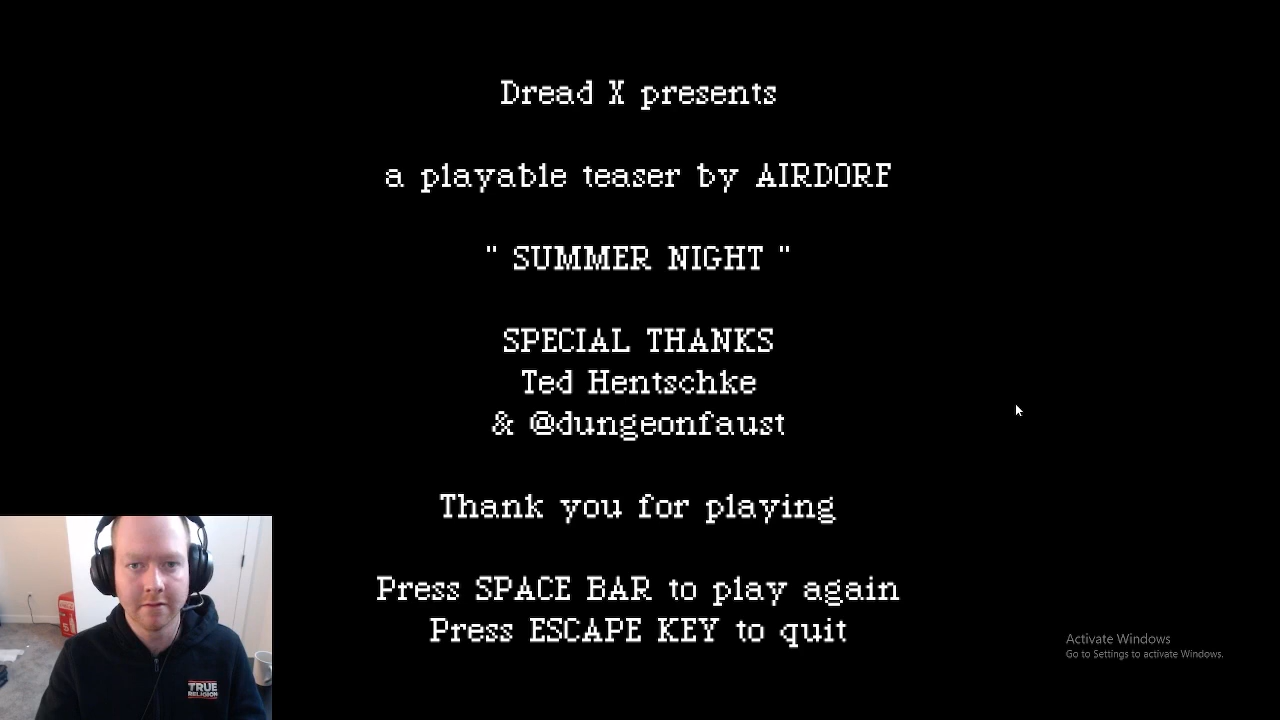 Dread X presents
a playable teaser by AIRDORF
" SUMMER NIGHT "
SPECIAL THANKS
Ted Hentschke
& @dungeonfaust
Thank you for playing
Press SPACE BAR to play again
Press ESCAPE KEY to quit
Activate Windows
Go to Settings to activate Windows.
TRUE
RELIGION